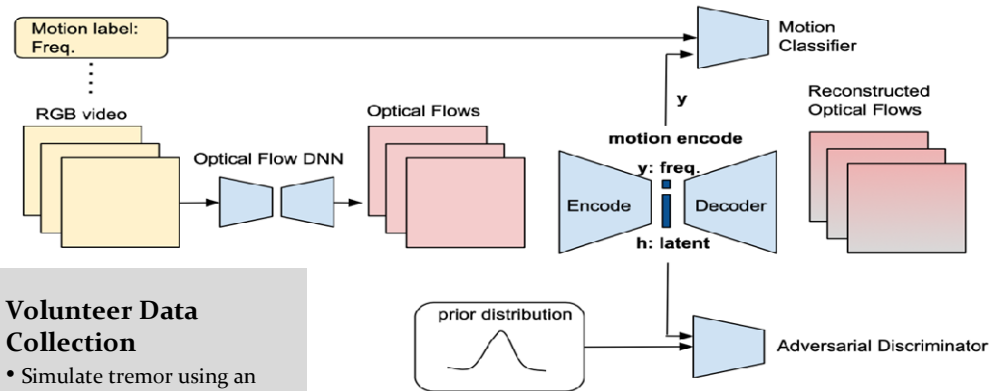 Motion label:
Freq.
Motion
Classifier
RGB video
Optical Flow DNN
Optical Flows
y
motion encode
y: freq.
Encode
Decoder
h: latent
Reconstructed
Optical Flows
Volunteer Data
Collection
• Simulate tremor using an
prior distribution
Adversarial Discriminator